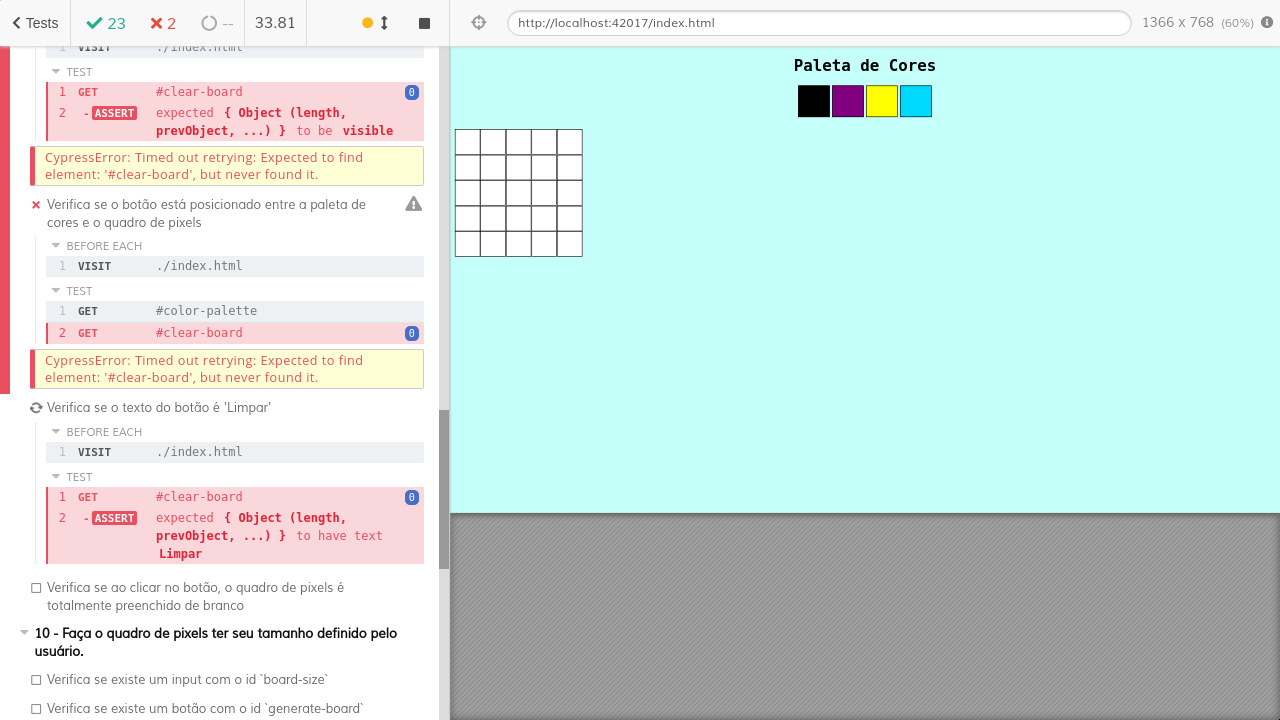 Tests 23 2 -- 33.81
http://localhost:42017/index.html 1366 x 768 (60%)
1 VISIT ./index.html
TEST
1 GET #clear-board 0
2 -ASSERT expected { Object (length,
prevObject, ...) } to be visible
CypressError: Timed out retrying: Expected to find
element: '#clear-board', but never found it.
Verifica se o botão está posicionado entre a paleta de
cores e o quadro de pixels
BEFORE EACH
1 VISIT ./index.html
TEST
1 GET #color-palette
2 GET #clear-board 0
CypressError: Timed out retrying: Expected to find
element: '#clear-board', but never found it.
Verifica se o texto do botão é 'Limpar'
BEFORE EACH
1 VISIT ./index.html
TEST
1 GET #clear-board 0
2 -ASSERT expected { Object (length,
prevObject, ...) } to have text
Limpar
Verifica se ao clicar no botão, o quadro de pixels é
totalmente preenchido de branco
10 - Faça o quadro de pixels ter seu tamanho definido pelo
usuário.
Verifica se existe um input com o id `board-size`
Verifica se existe um botão com o id `generate-board`
Paleta de Cores